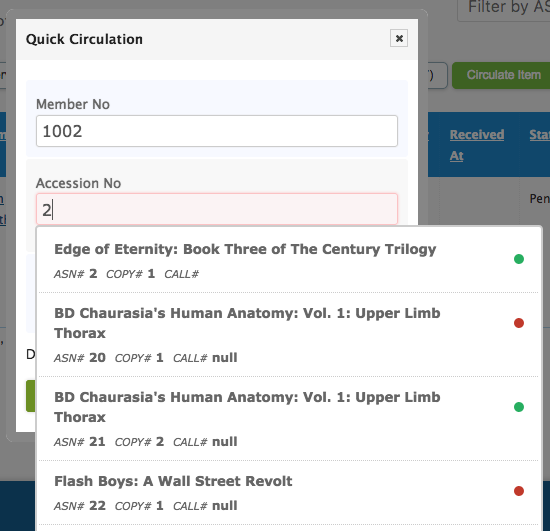 Filter by AS
Quick Circulation
Circulate Item
Member No
1002
Received
At
Sta
Accession No
Pen
2
Edge of Eternity: Book Three of The Century Trilogy
ASN# 2 COPY# 1 CALL#
BD Chaurasia's Human Anatomy: Vol. 1: Upper Limb
Thorax
ASN# 20 COPY# 1 CALL# null
D
BD Chaurasia's Human Anatomy: Vol. 1: Upper Limb
Thorax
ASN# 21 COPY# 2 CALL# null
Flash Boys: A Wall Street Revolt
ASN# 22 COPY# 1 CALL# null